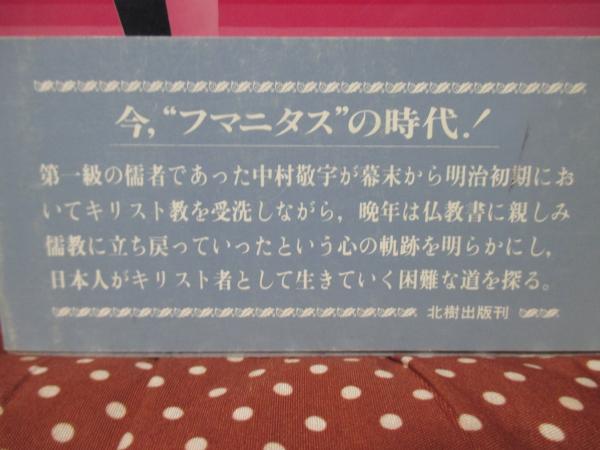 今，“フマニタス”の時代．！
第一級の儒者であった中村敬宇が幕末から明治初期にお
いてキリスト教を受洗しながら，晩年は仏教書に親しみ
儒教に立ち戻っていったという心の軌跡を明らかにし，
日本人がキリスト者として生きていく困難な道を探る。
北樹出版刊